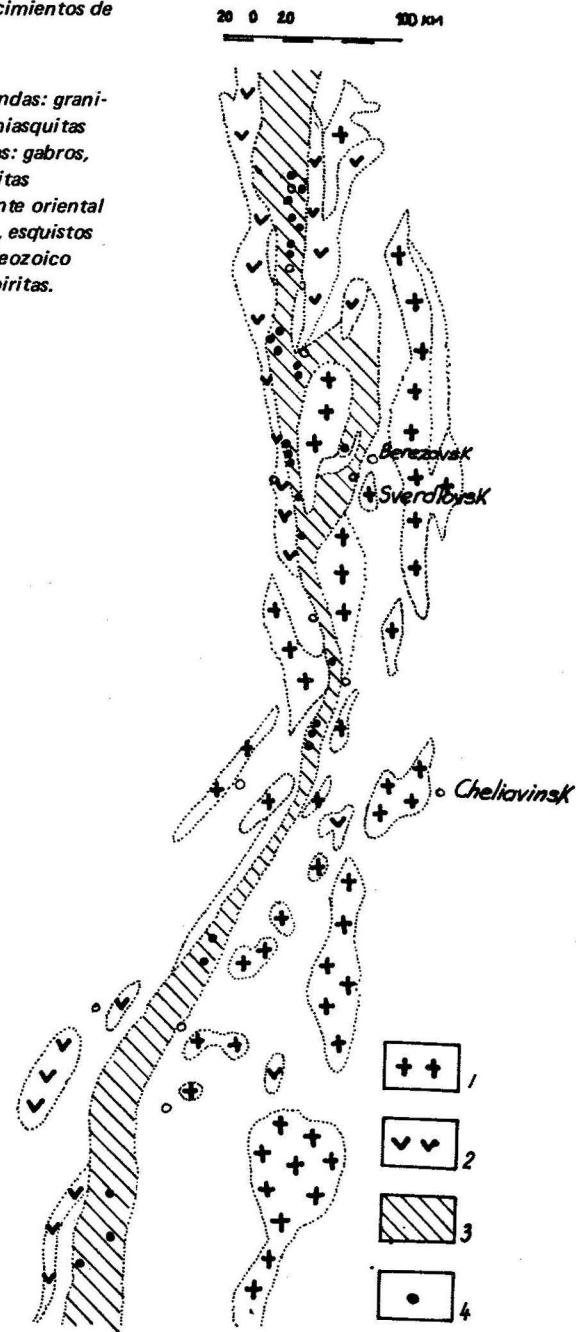 cimientos de
20 0 20 100 KM
ndas: grani-
niasquitas
s: gabros,
itas
nte oriental
, esquistos
eozoico
iritas.
Berezovsk
Sverdlovsk
Cheliavinsk
1
2
3
4